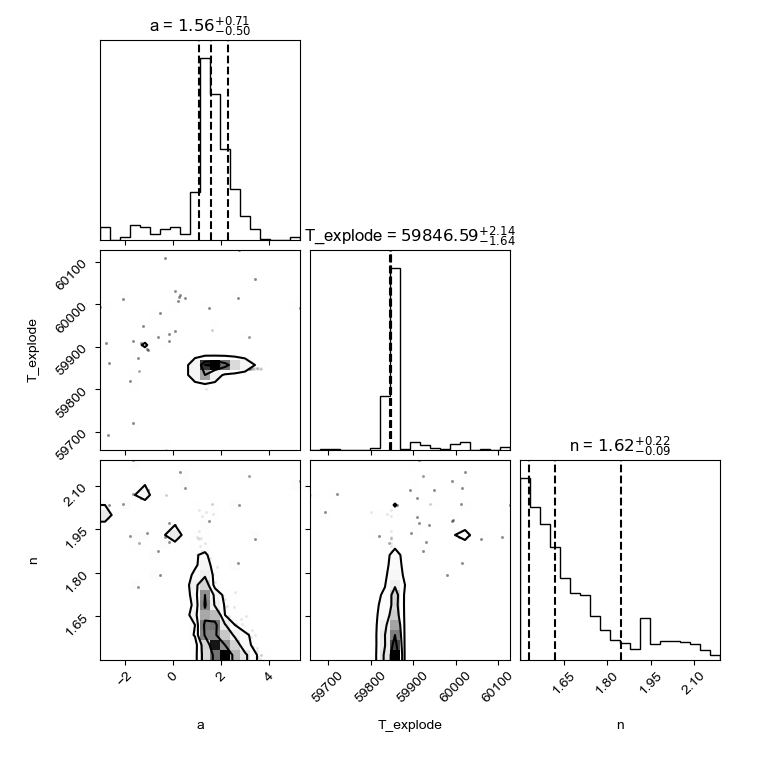 a = 1.56+0.71−0.50
T_explode = 59846.59+2.14−1.64
60100
60000
59900
59800
59700
T_explode
n = 1.62+0.22−0.09
2.10
1.95
1.80
1.65
n
−2
0
2
4
59700
59800
59900
60000
60100
1.65
1.80
1.95
2.10
a
T_explode
n